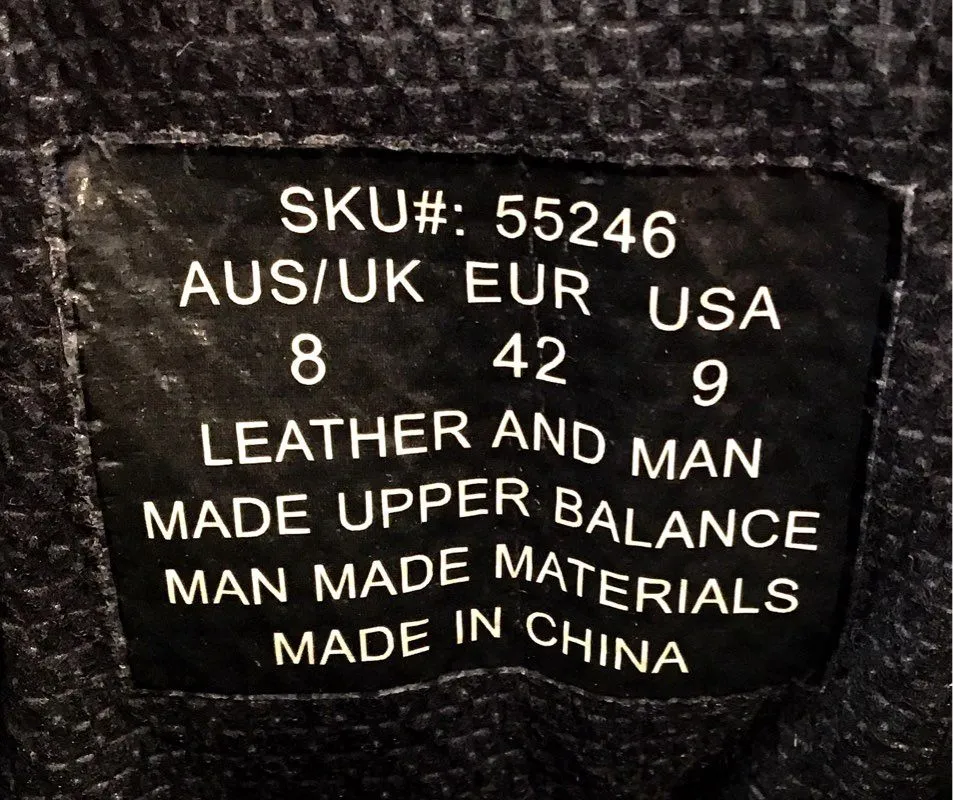 SKU#: 55246
AUS/UK EUR USA
8 42 9
LEATHER AND MAN
MADE UPPER BALANCE
MAN MADE MATERIALS
MADE IN CHINA